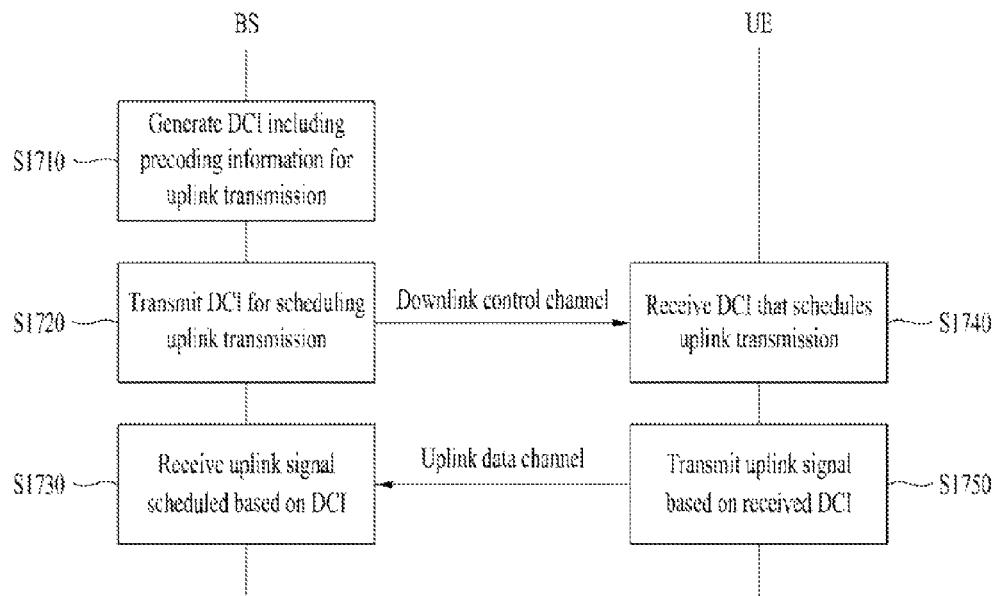 BS
UE
S1710
Generate DCI including
precoding information for
uplink transmission
S1720
Transmit DCI for scheduling
uplink transmission
Downlink control channel
Receive DCI that schedules
uplink transmission
S1740
S1730
Receive uplink signal
scheduled based on DCI
Uplink data channel
Transmit uplink signal
based on received DCI
S1750